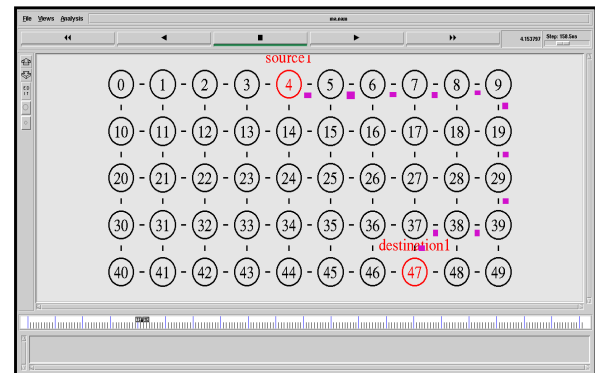 File Views Analysis
4.153797 Step: 158.5ms
source1
0 1 2 3 4 5 6 7 8 9
10 11 12 13 14 15 16 17 18 19
20 21 22 23 24 25 26 27 28 29
30 31 32 33 34 35 36 37 38 39
destination1
40 41 42 43 44 45 46 47 48 49